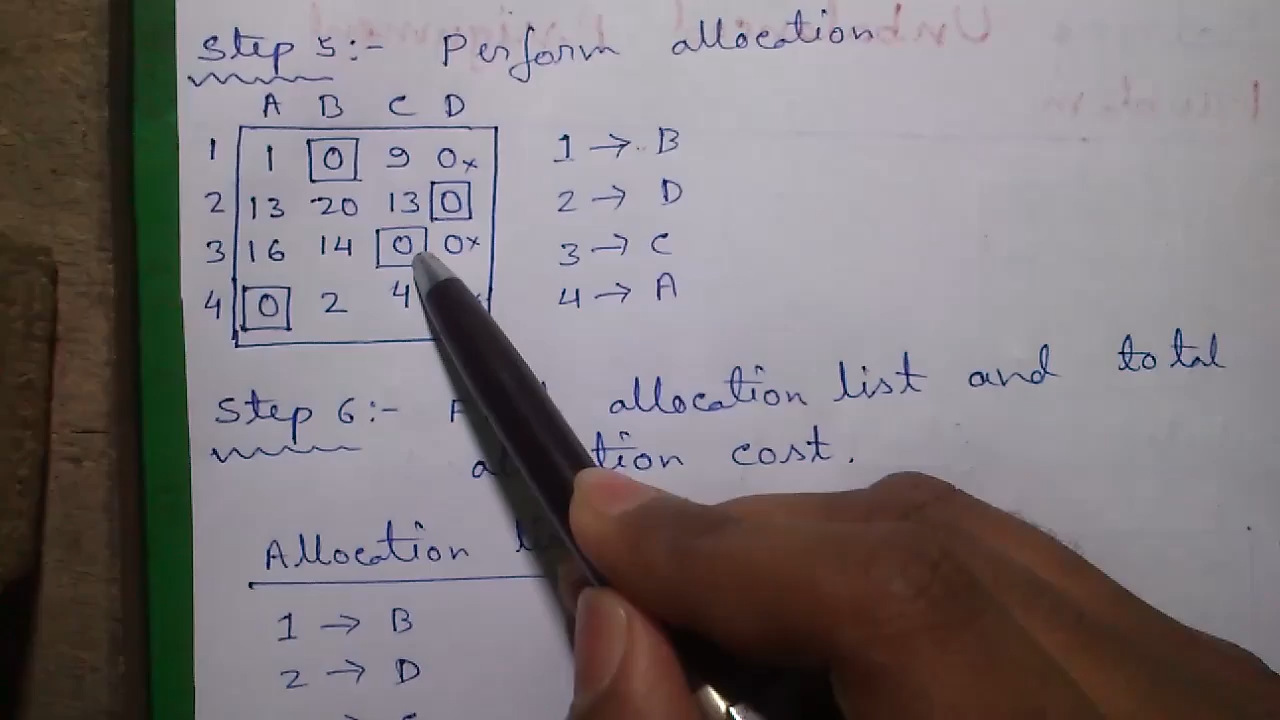 Step 5:- Perform allocation
A B C D
1 1 0 9 0x 1 → B
2 13 20 13 0 2 → D
3 16 14 0 0x 3 → C
4 0 2 4 4 → A
Step 6:- allocation list and total
cost.
Allocation
1 → B
2 → D